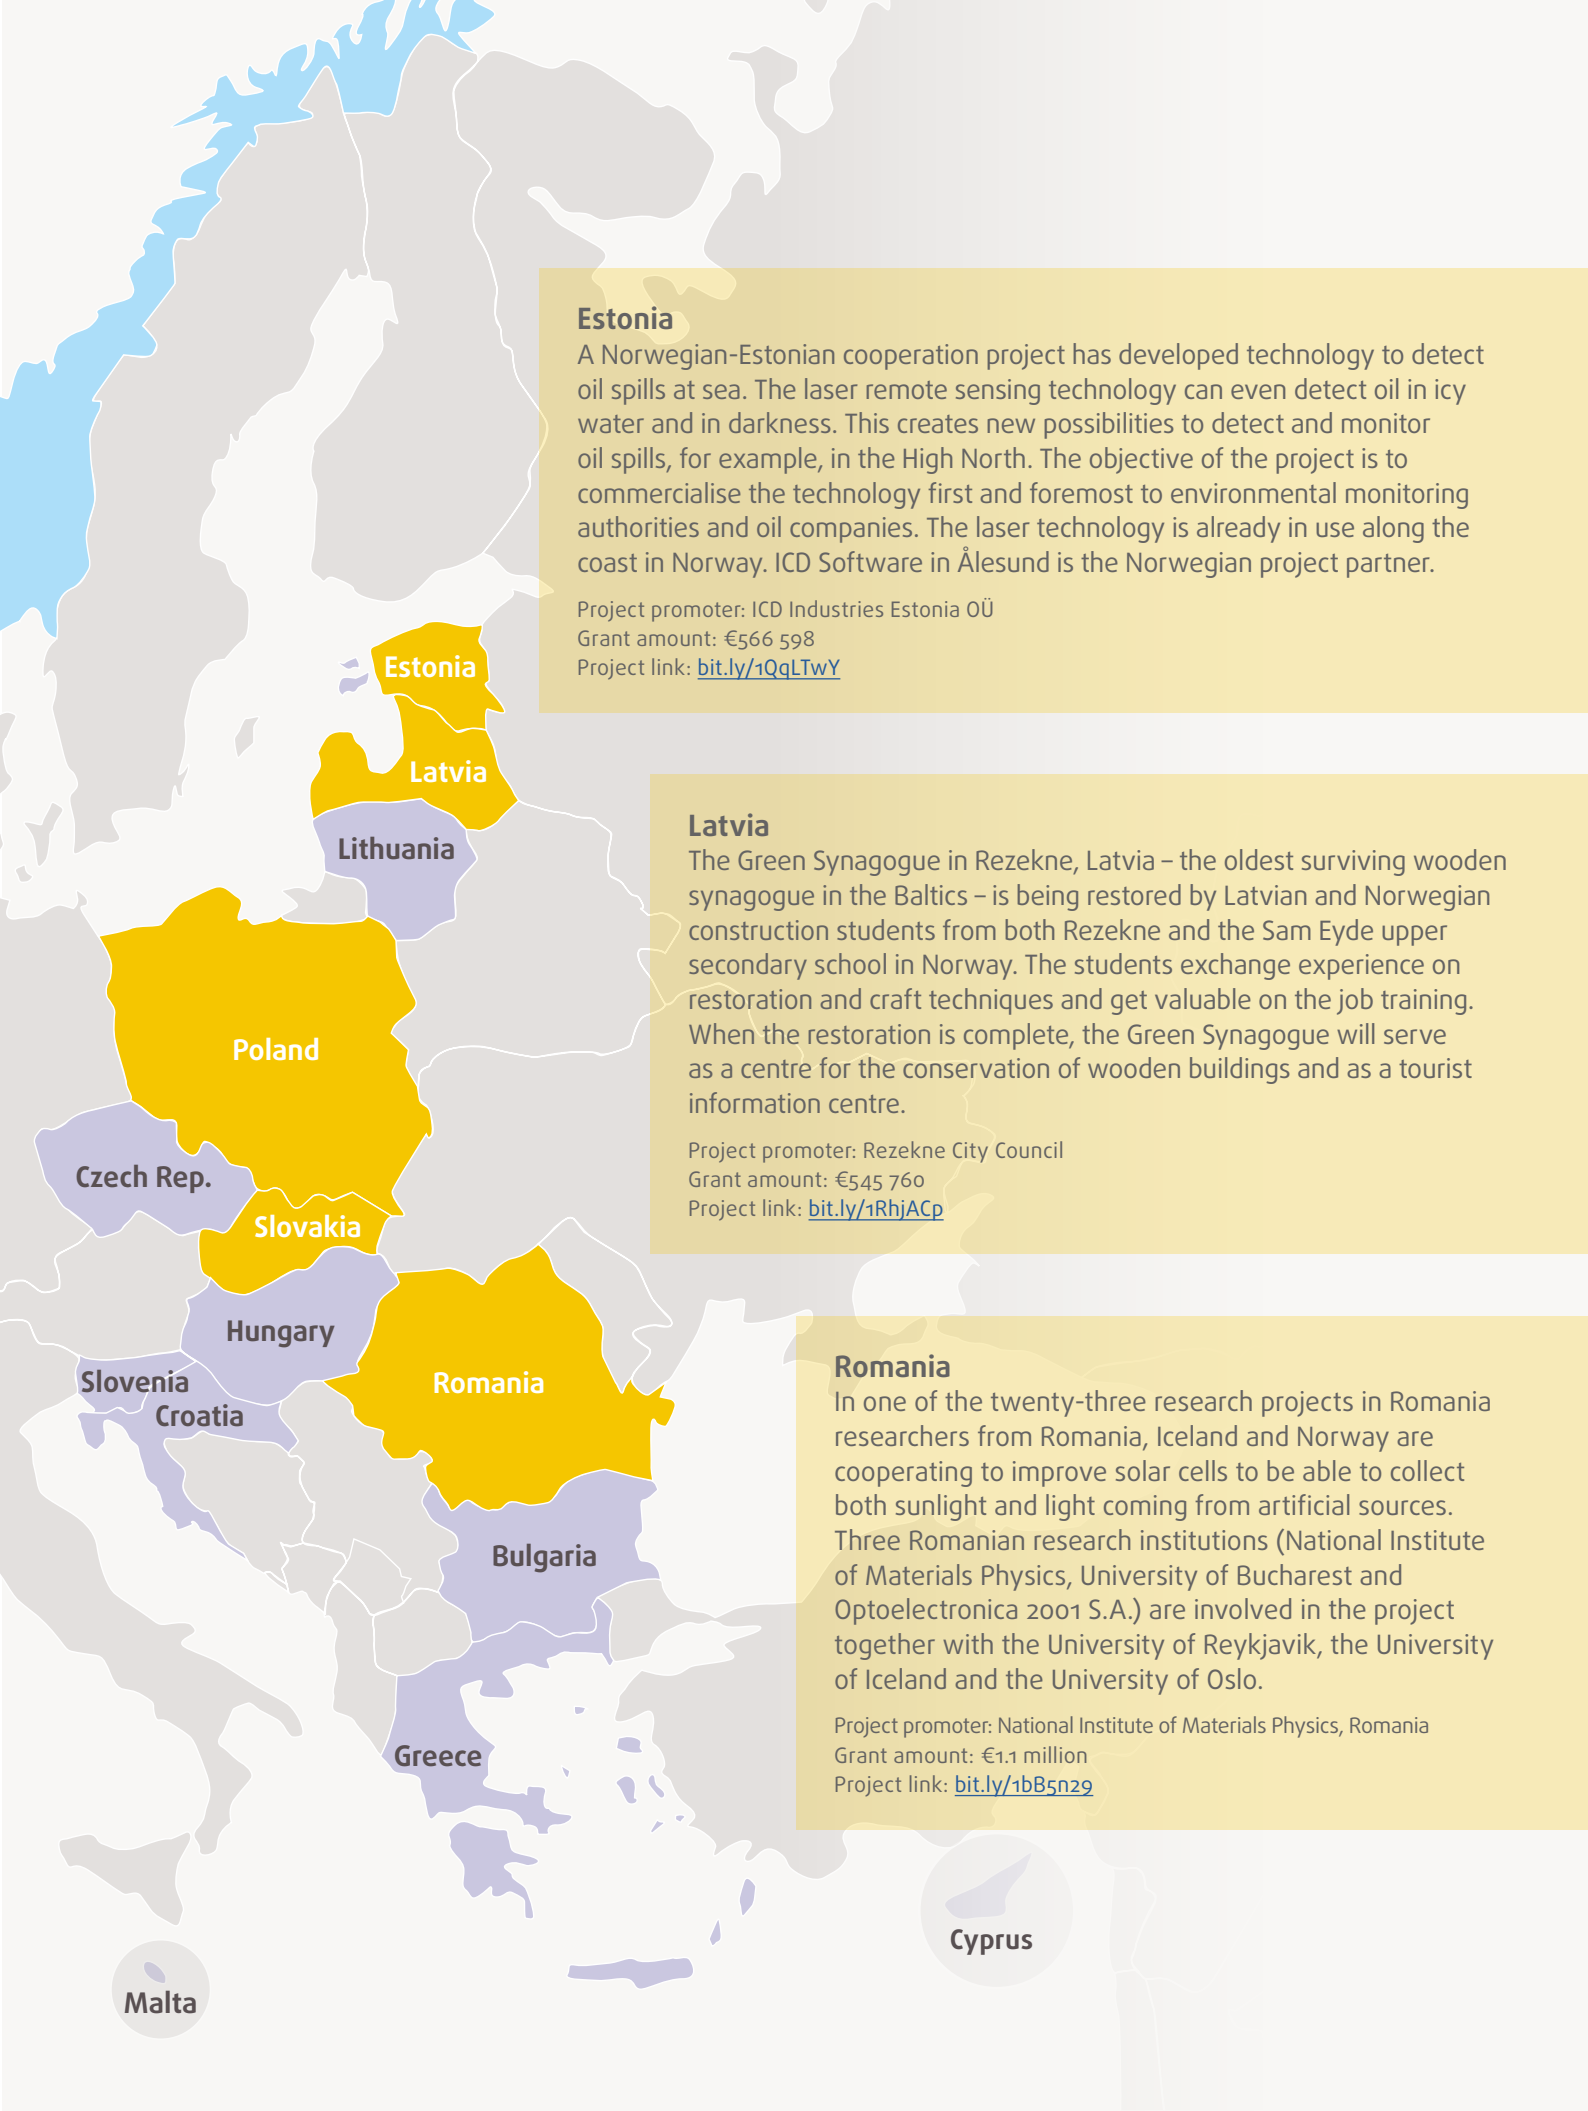 Estonia
A Norwegian-Estonian cooperation project has developed technology to detect
oil spills at sea. The laser remote sensing technology can even detect oil in icy
water and in darkness. This creates new possibilities to detect and monitor
oil spills, for example, in the High North. The objective of the project is to
commercialise the technology first and foremost to environmental monitoring
authorities and oil companies. The laser technology is already in use along the
coast in Norway. ICD Software in Ålesund is the Norwegian project partner.
Project promoter: ICD Industries Estonia OÜ
Grant amount: €566 598
Project link: bit.ly/1QqLTwY
Estonia
Latvia
Lithuania
Poland
Czech Rep.
Slovakia
Hungary
Slovenia
Croatia
Romania
Bulgaria
Greece
Malta
Cyprus
Latvia
The Green Synagogue in Rezekne, Latvia – the oldest surviving wooden
synagogue in the Baltics – is being restored by Latvian and Norwegian
construction students from both Rezekne and the Sam Eyde upper
secondary school in Norway. The students exchange experience on
restoration and craft techniques and get valuable on the job training.
When the restoration is complete, the Green Synagogue will serve
as a centre for the conservation of wooden buildings and as a tourist
information centre.
Project promoter: Rezekne City Council
Grant amount: €545 760
Project link: bit.ly/1RhjACp
Romania
In one of the twenty-three research projects in Romania
researchers from Romania, Iceland and Norway are
cooperating to improve solar cells to be able to collect
both sunlight and light coming from artificial sources.
Three Romanian research institutions (National Institute
of Materials Physics, University of Bucharest and
Optoelectronica 2001 S.A.) are involved in the project
together with the University of Reykjavik, the University
of Iceland and the University of Oslo.
Project promoter: National Institute of Materials Physics, Romania
Grant amount: €1.1 million
Project link: bit.ly/1bB5n29